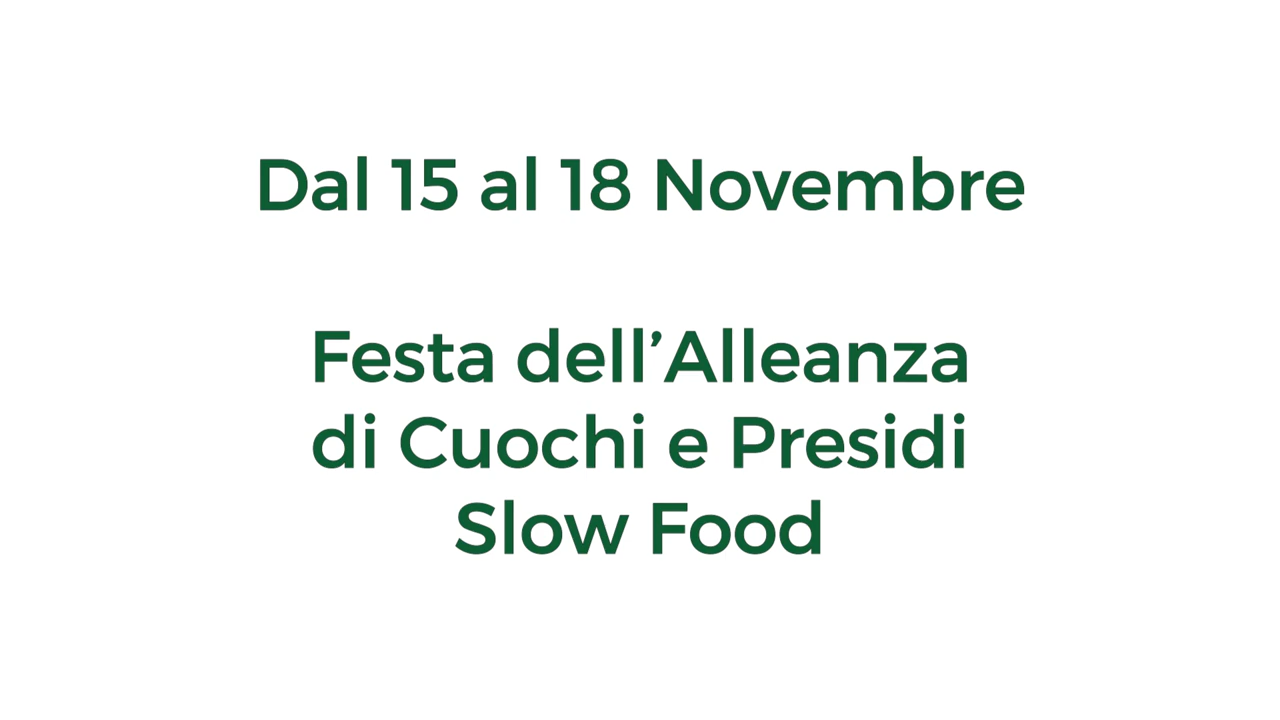 Dal 15 al 18 Novembre
Festa dell’Alleanza
di Cuochi e Presidi
Slow Food